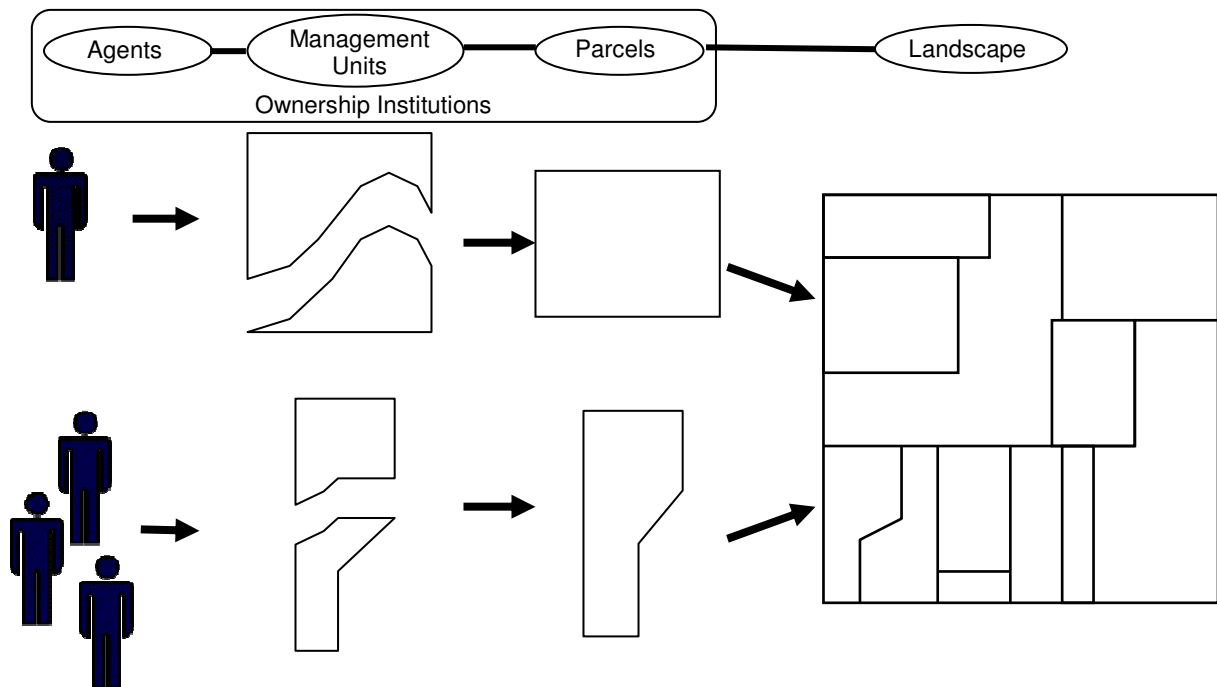 Agents
Management
Units
Parcels
Landscape
Ownership Institutions